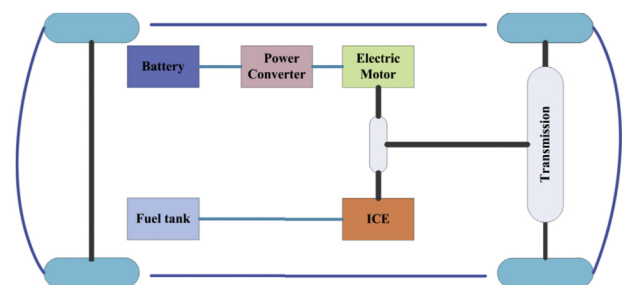 Battery
Power
Converter
Electric
Motor
Transmission
Fuel tank
ICE